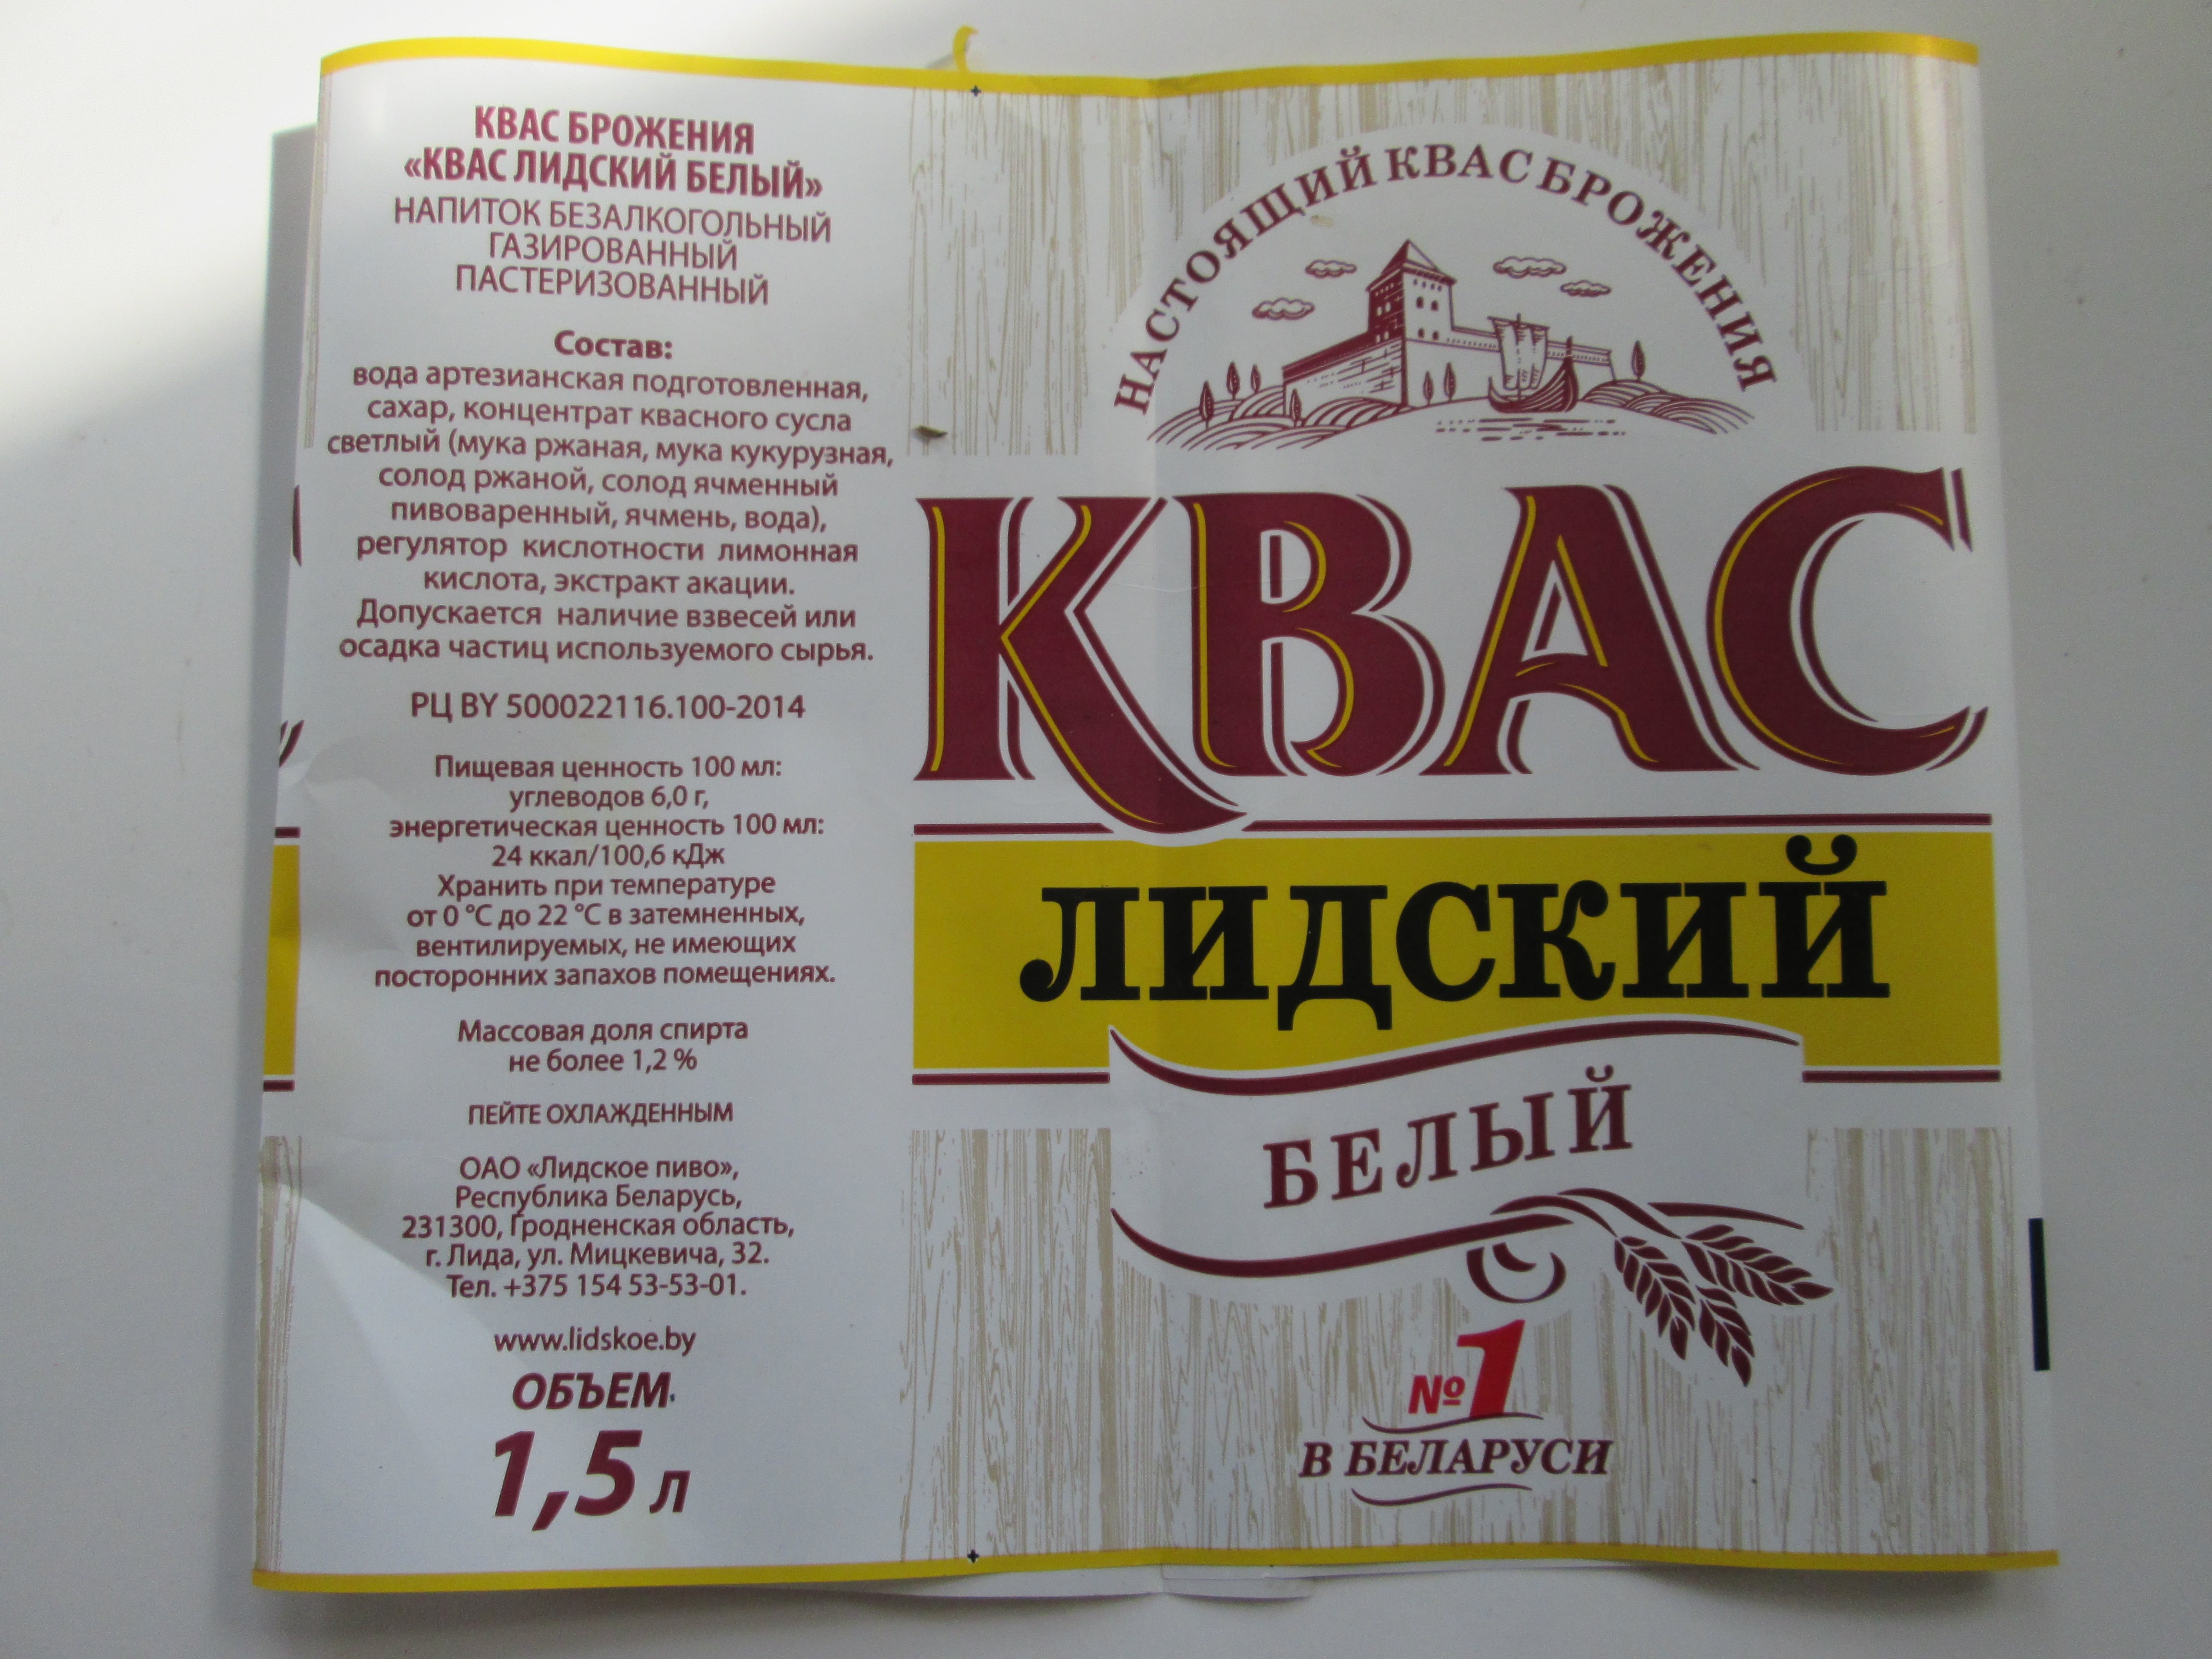 КВАС БРОЖЕНИЯ
«КВАС ЛИДСКИЙ БЕЛЫЙ»
НАПИТОК БЕЗАЛКОГОЛЬНЫЙ
ГАЗИРОВАННЫЙ
ПАСТЕРИЗОВАННЫЙ
Состав:
вода артезианская подготовленная,
сахар, концентрат квасного сусла
светлый (мука ржаная, мука кукурузная,
солод ржаной, солод ячменный
пивоваренный, ячмень, вода),
регулятор кислотности лимонная
кислота, экстракт акации.
Допускается наличие взвесей или
осадка частиц используемого сырья.
РЦ BY 500022116.100-2014
Пищевая ценность 100 мл:
углеводов 6,0 г,
энергетическая ценность 100 мл:
24 ккал/100,6 кДж
Хранить при температуре
от 0 °С до 22 °С в затемненных,
вентилируемых, не имеющих
посторонних запахов помещениях.
Массовая доля спирта
не более 1,2 %
ПЕЙТЕ ОХЛАЖДЕННЫМ
ОАО «Лидское пиво»,
Республика Беларусь,
231300, Гродненская область,
г. Лида, ул. Мицкевича, 32.
Тел. +375 154 53-53-01.
www.lidskoe.by
ОБЪЕМ
1,5 л
НАСТОЯЩИЙ КВАС БРОЖЕНИЯ
КВАС
ЛИДСКИЙ
БЕЛЫЙ
№1
В БЕЛАРУСИ